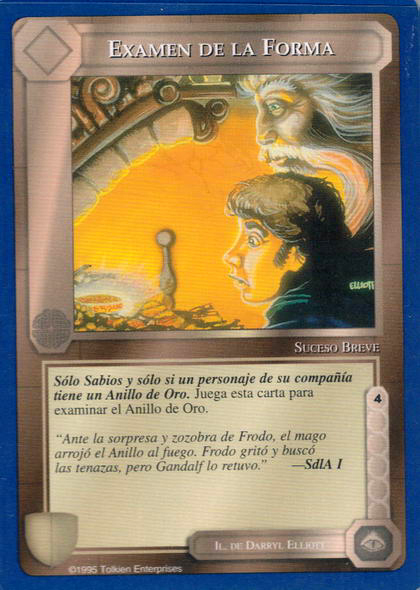 Examen de la Forma
ELLIOTT
Suceso Breve
Sólo Sabios y sólo si un personaje de su compañía
tiene un Anillo de Oro. Juega esta carta para
examinar el Anillo de Oro.
4
"Ante la sorpresa y zozobra de Frodo, el mago
arrojó el Anillo al fuego. Frodo gritó y buscó
las tenazas, pero Gandalf lo retuvo." —SdlA I
Il. de Darryl Elliott
©1995 Tolkien Enterprises